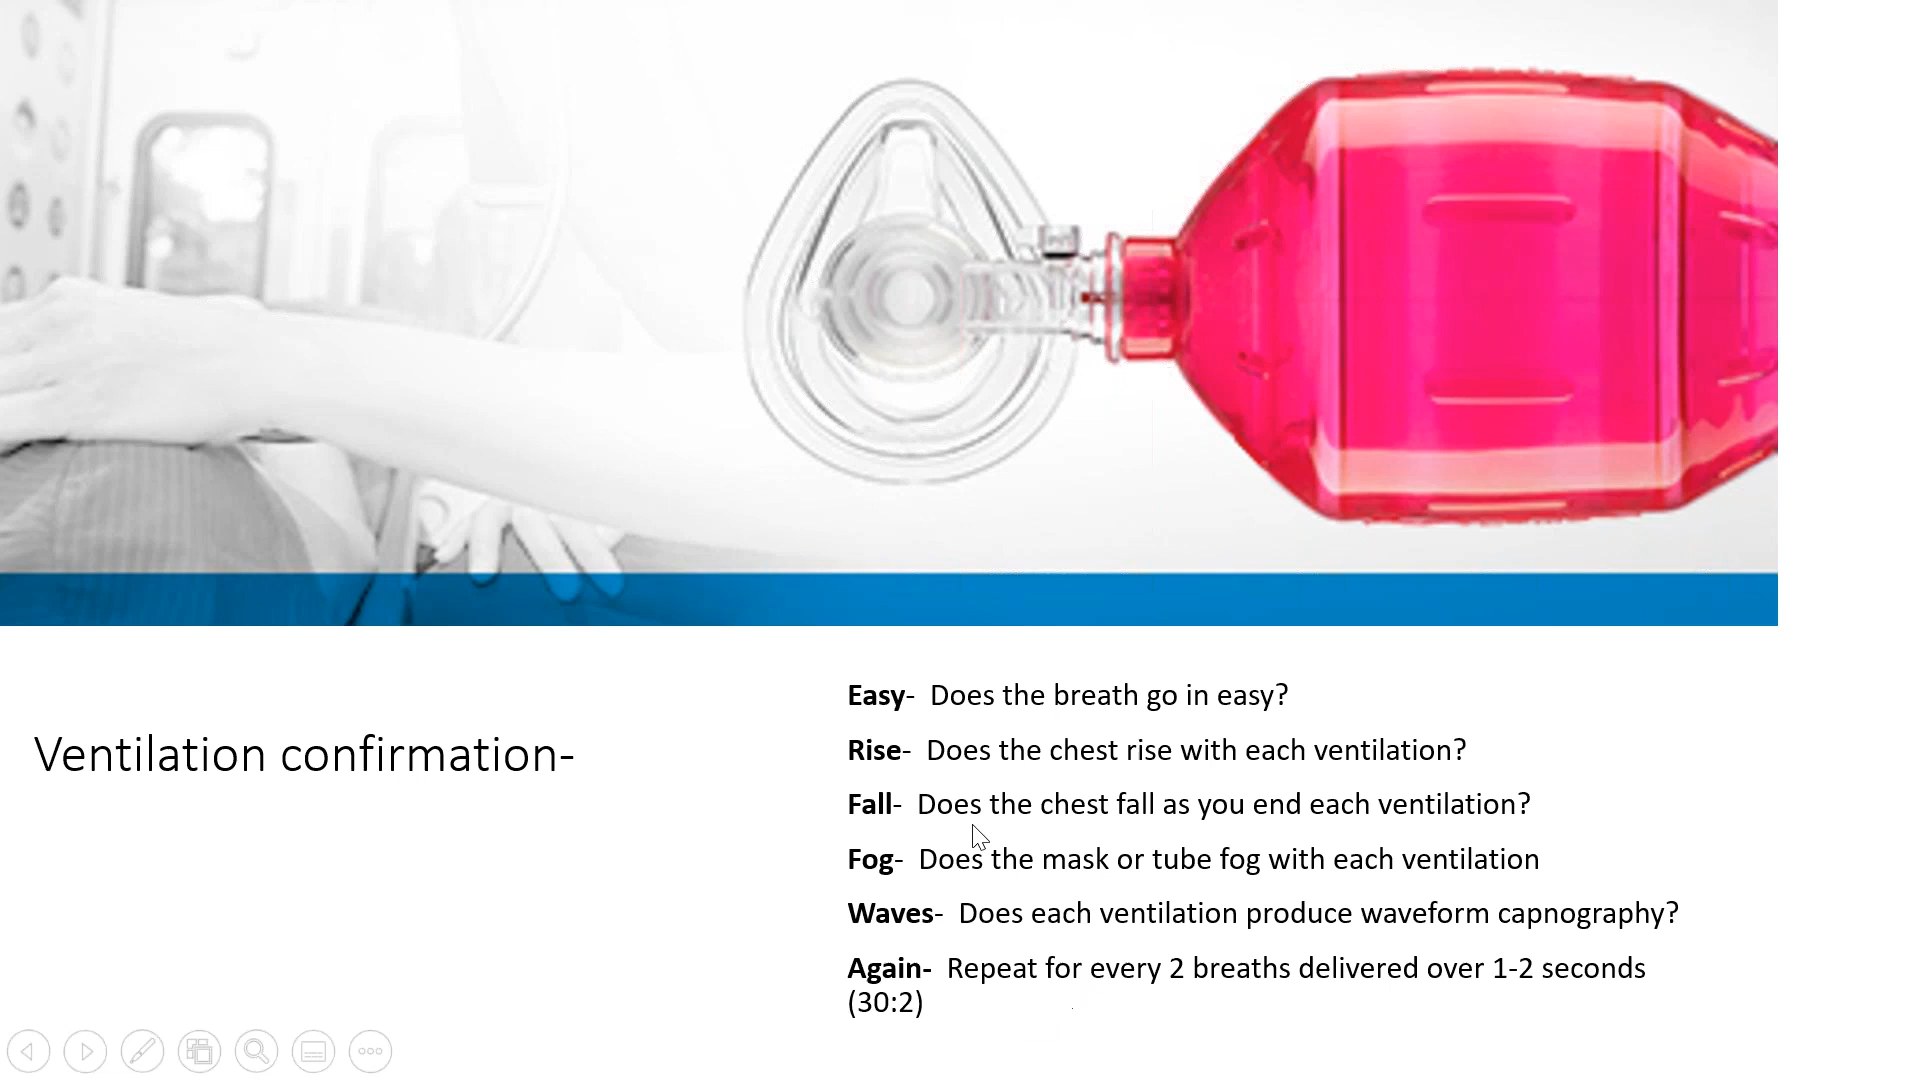 Ventilation confirmation-
Easy-  Does the breath go in easy?
Rise-  Does the chest rise with each ventilation?
Fall-  Does the chest fall as you end each ventilation?
Fog-  Does the mask or tube fog with each ventilation
Waves-  Does each ventilation produce waveform capnography?
Again-  Repeat for every 2 breaths delivered over 1-2 seconds
(30:2)